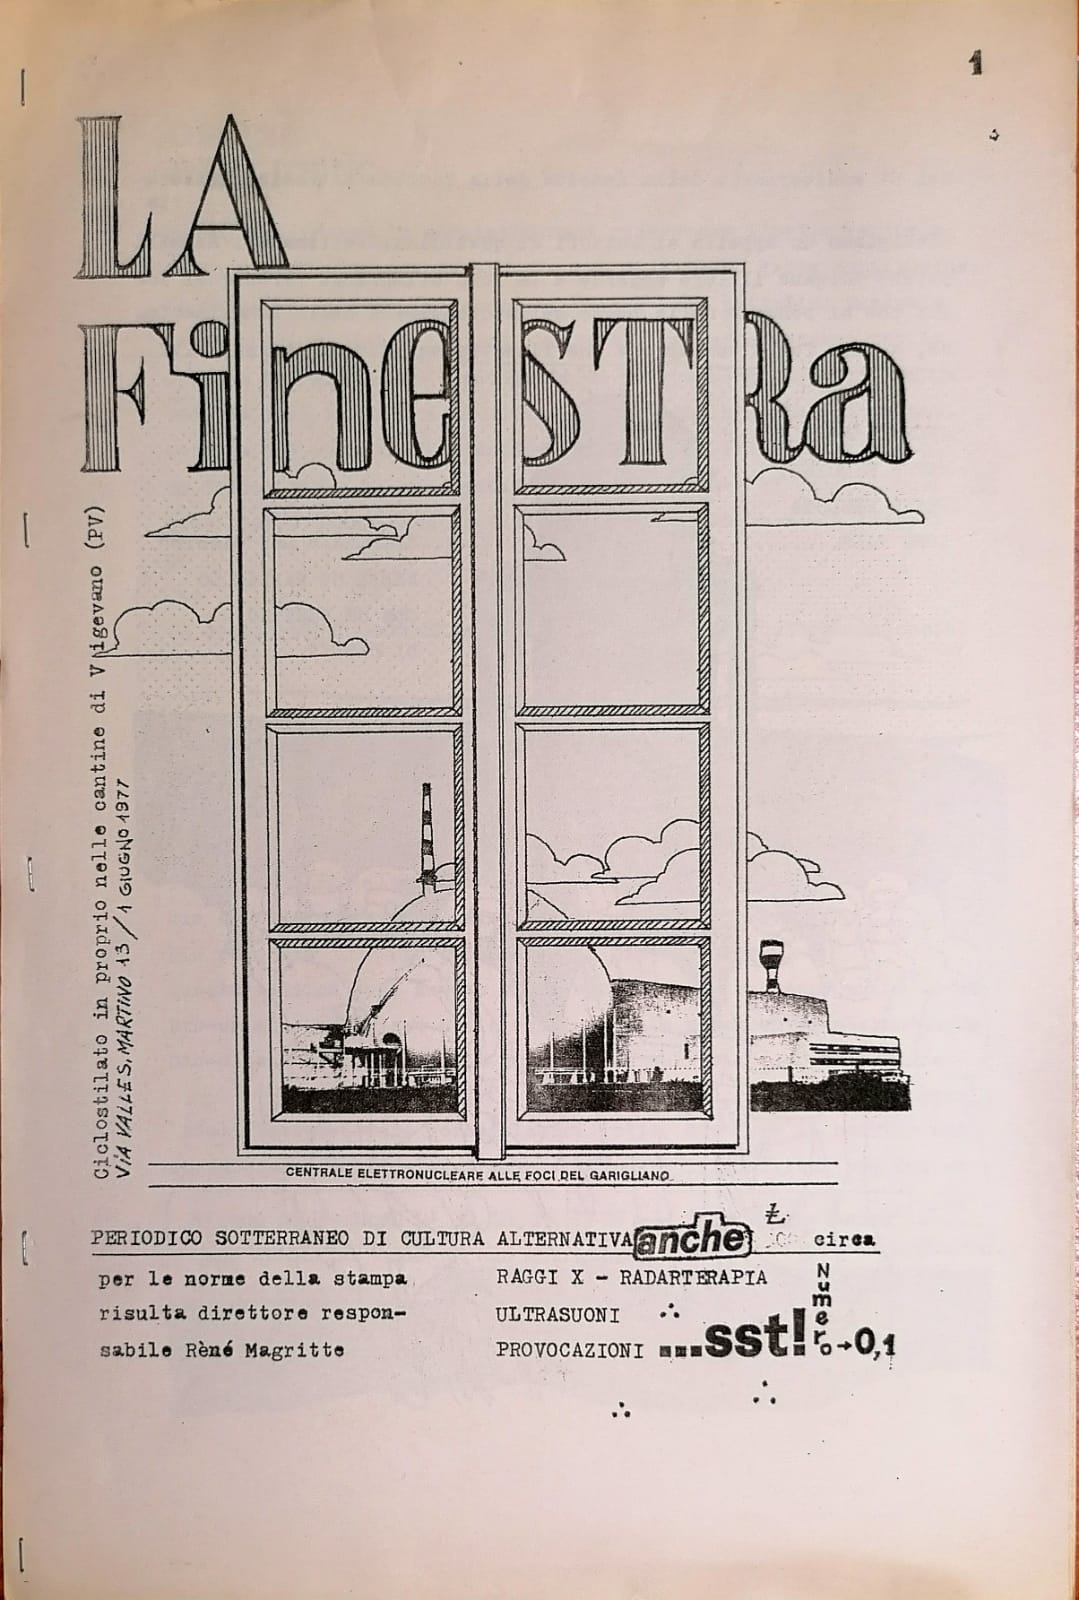 1
LA
FinesTRa
Ciclostilato in proprio nelle cantine di V igevano (PV)
VIA VALLE S. MARTINO 13 / 1 GIUGNO 1977
CENTRALE ELETTRONUCLEARE ALLE FOCI DEL GARIGLIANO
PERIODICO SOTTERRANEO DI CULTURA ALTERNATIVA anche Ł circa
per le norme della stampa
risulta direttore respon-
sabile Rèné Magritte
RAGGI X - RADARTERAPIA
ULTRASUONI
PROVOCAZIONI ...sst!
Numero→0,1